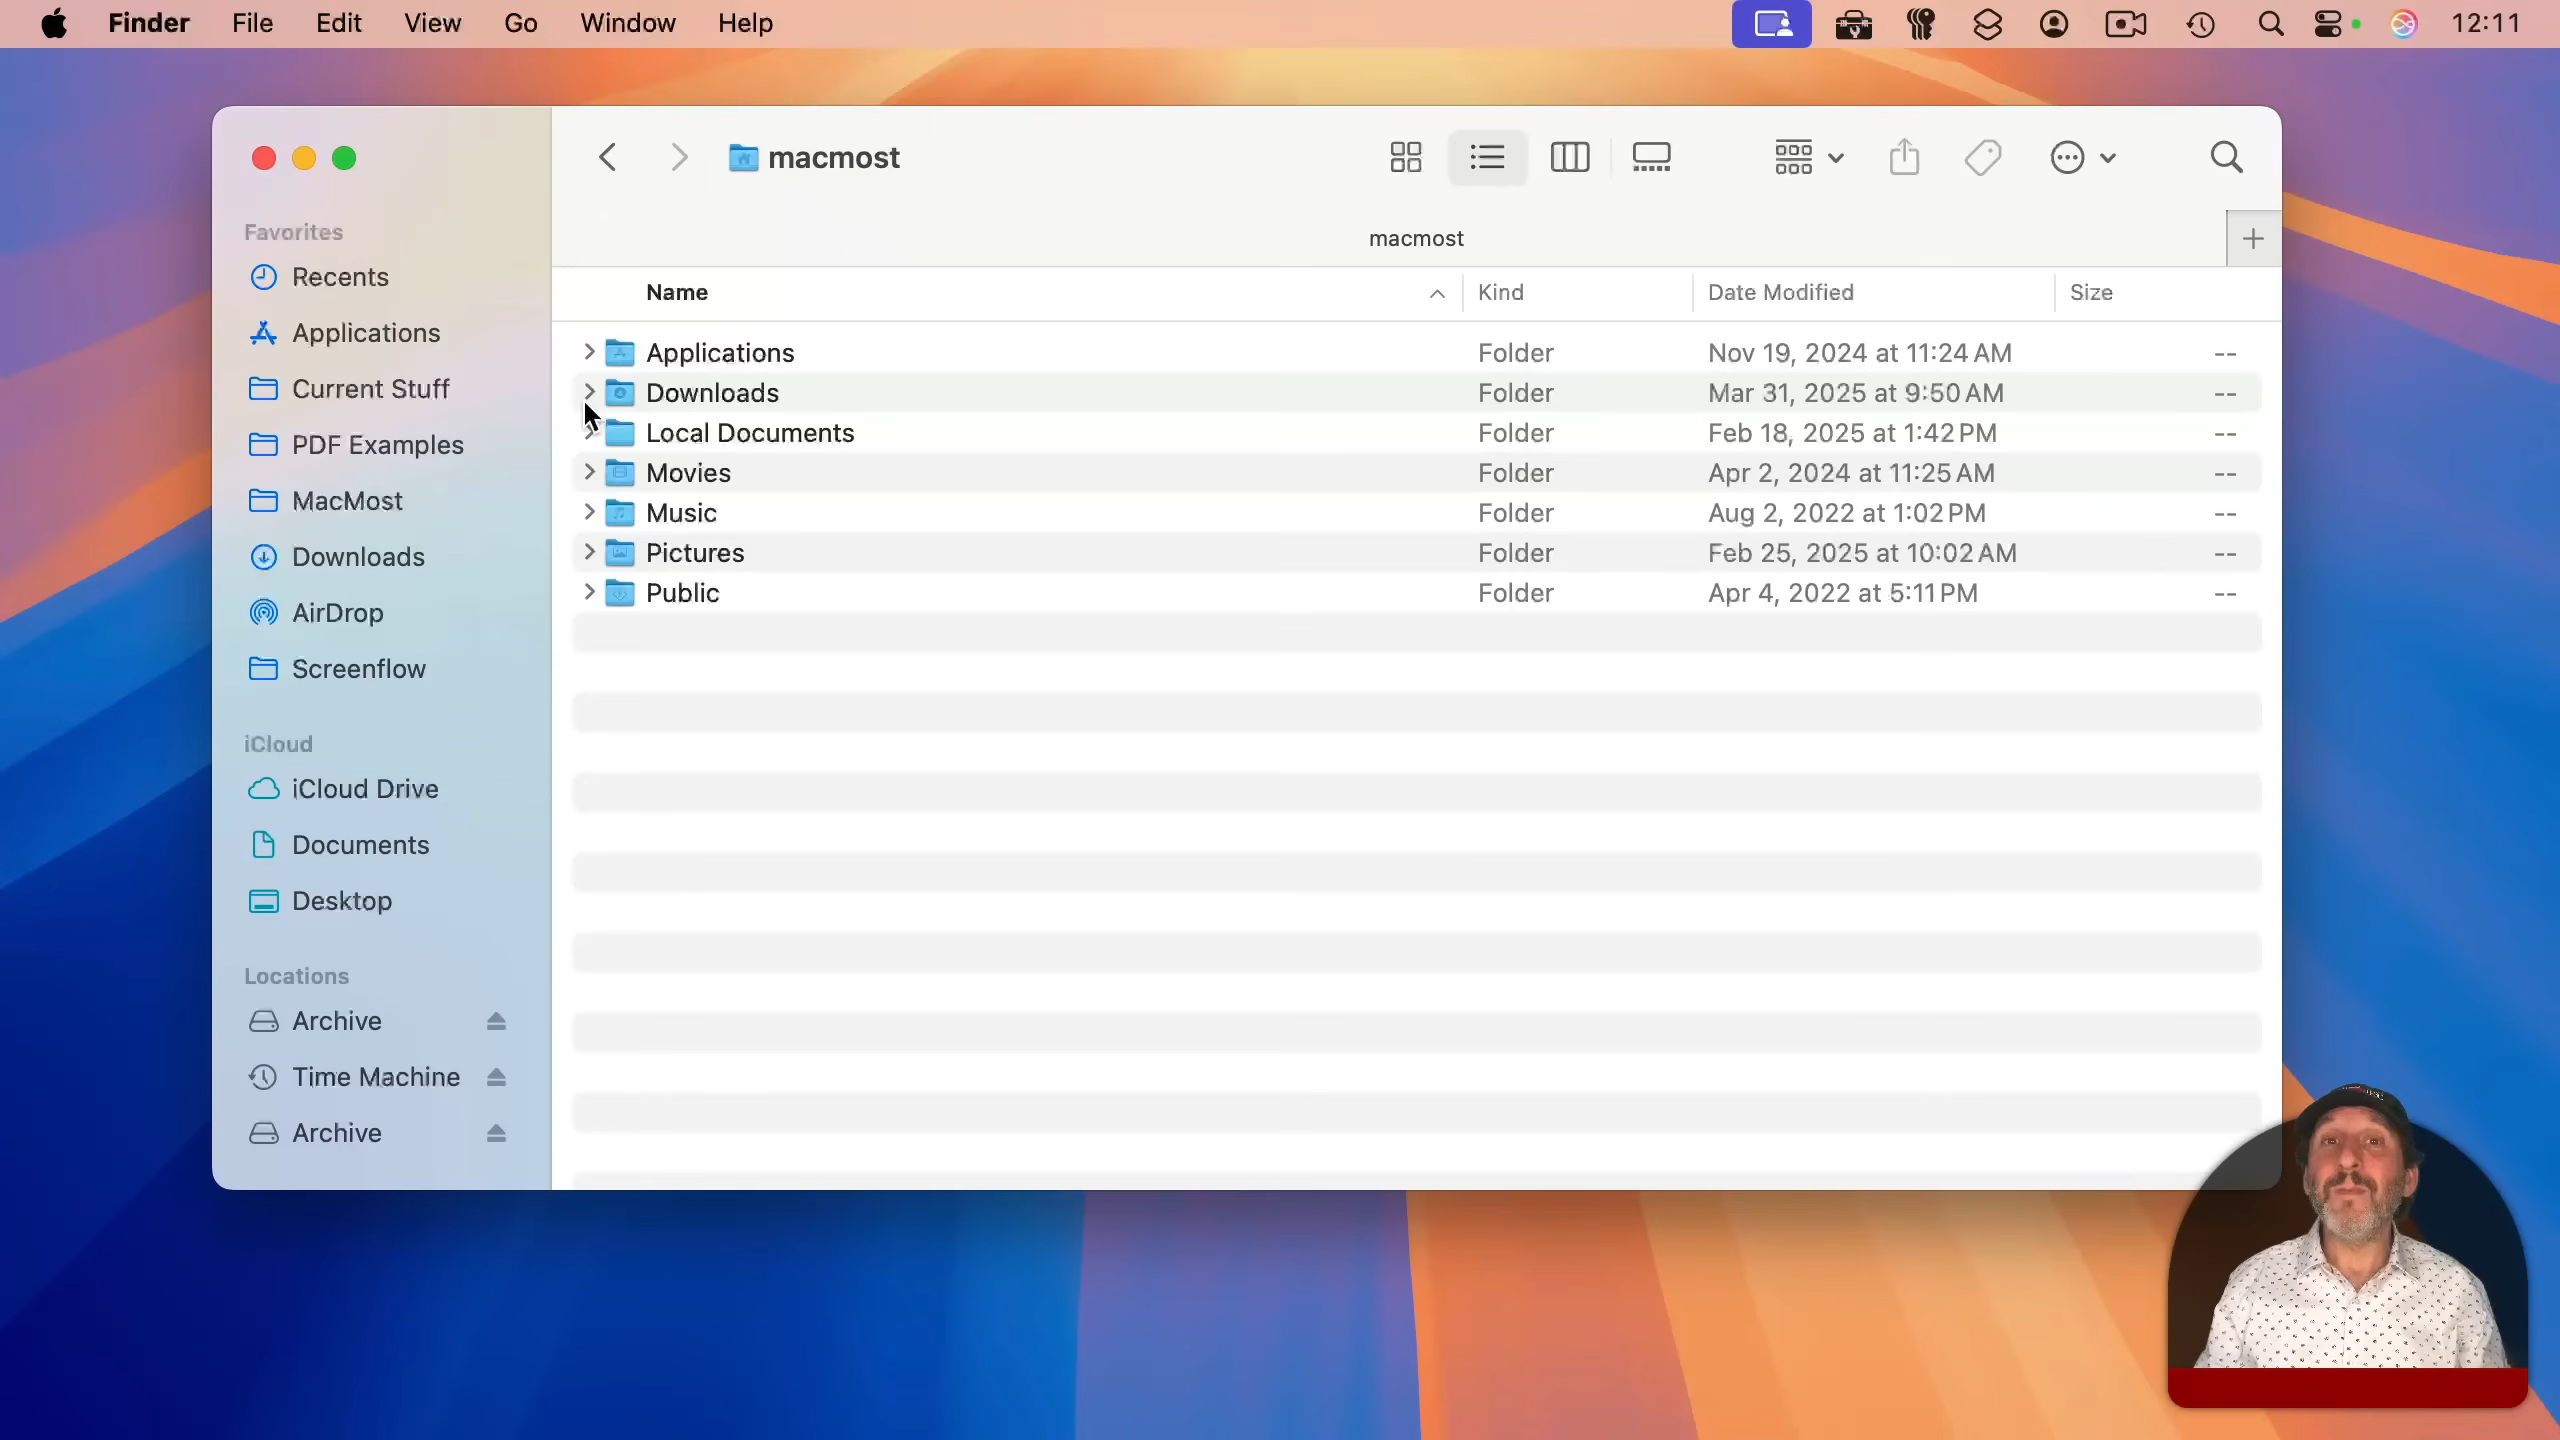 Finder File Edit View Go Window Help 12:11
macmost
macmost
Favorites
Recents
Applications
Current Stuff
PDF Examples
MacMost
Downloads
AirDrop
Screenflow
iCloud
iCloud Drive
Documents
Desktop
Locations
Archive
Time Machine
Archive
Name Kind Date Modified Size
Applications Folder Nov 19, 2024 at 11:24 AM --
Downloads Folder Mar 31, 2025 at 9:50 AM --
Local Documents Folder Feb 18, 2025 at 1:42 PM --
Movies Folder Apr 2, 2024 at 11:25 AM --
Music Folder Aug 2, 2022 at 1:02 PM --
Pictures Folder Feb 25, 2025 at 10:02 AM --
Public Folder Apr 4, 2022 at 5:11 PM --